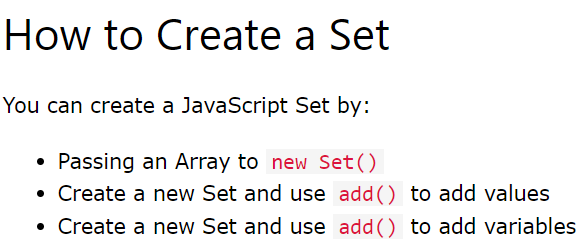 How to Create a Set
You can create a JavaScript Set by:
• Passing an Array to new Set()
• Create a new Set and use add() to add values
• Create a new Set and use add() to add variables